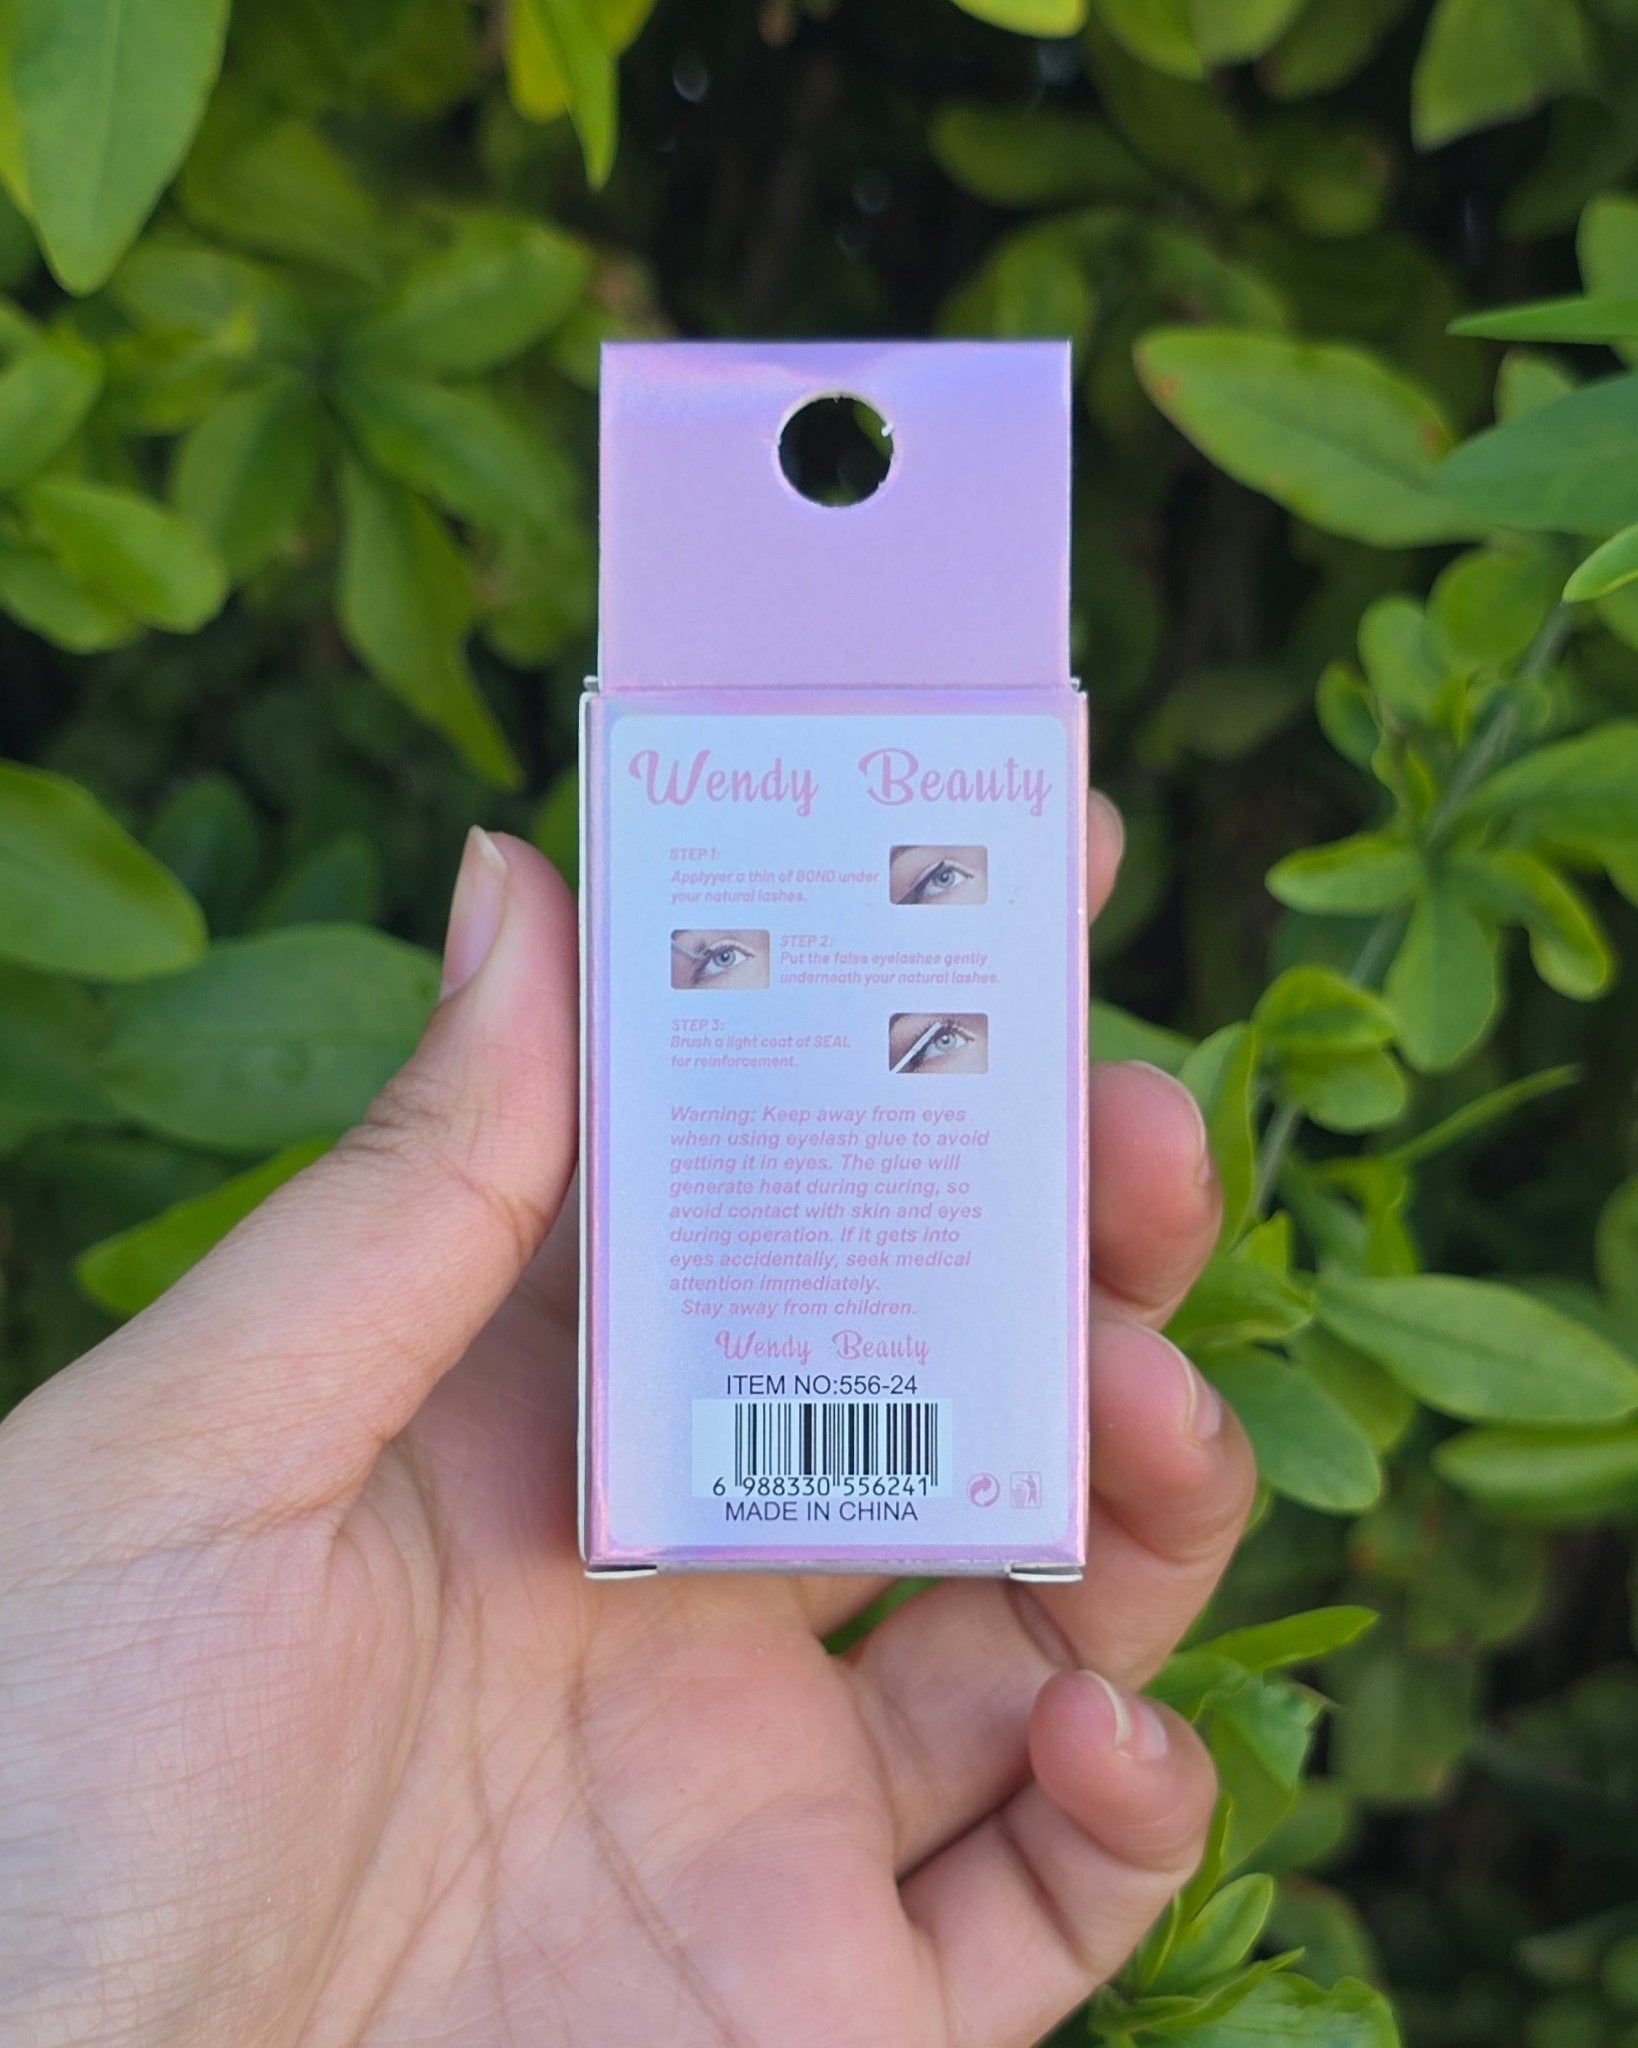 Wendy Beauty
STEP 1:
Applyyer a thin of BOND under
your natural lashes.
STEP 2:
Put the false eyelashes gently
underneath your natural lashes.
STEP 3:
Brush a light coat of SEAL
for reinforcement.
Warning: Keep away from eyes
when using eyelash glue to avoid
getting it in eyes. The glue will
generate heat during curing, so
avoid contact with skin and eyes
during operation. If it gets into
eyes accidentally, seek medical
attention immediately.
Stay away from children.
Wendy Beauty
ITEM NO:556-24
6 988330 556241
MADE IN CHINA